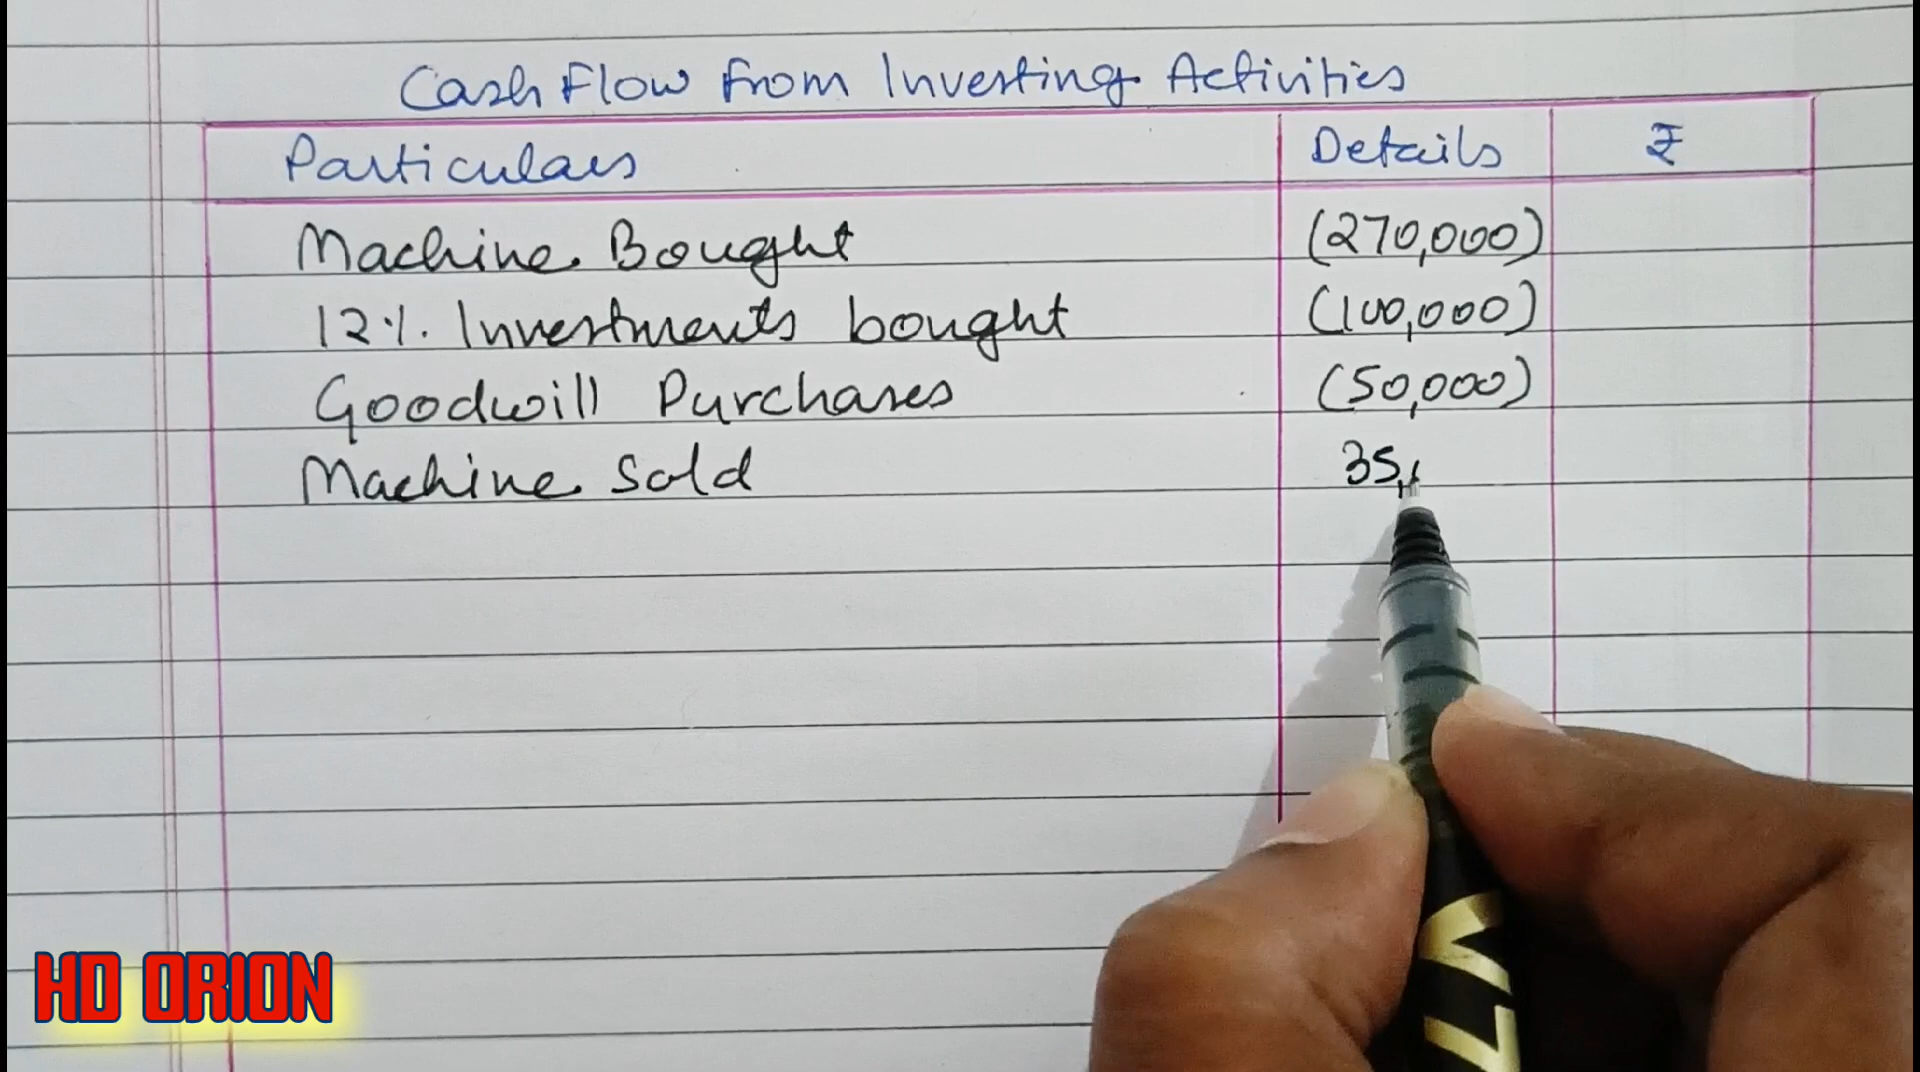 Cash Flow From Investing Activities
Particulars Details ₹
Machine Bought (270,000)
12%. Investments bought (100,000)
Goodwill Purchases (50,000)
Machine Sold 35,
HD ORION
V7